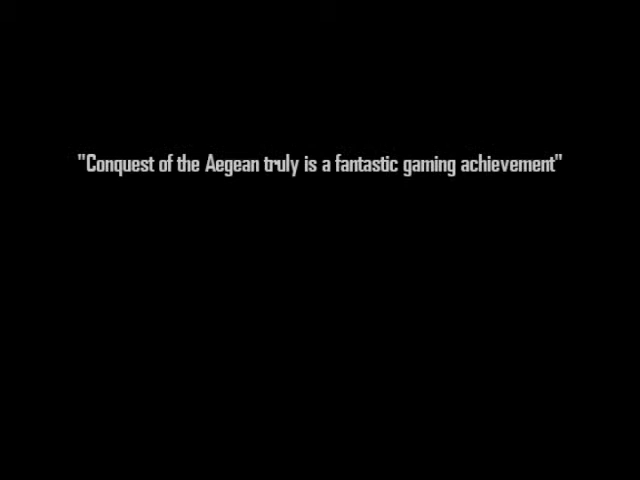 "Conquest of the Aegean truly is a fantastic gaming achievement"